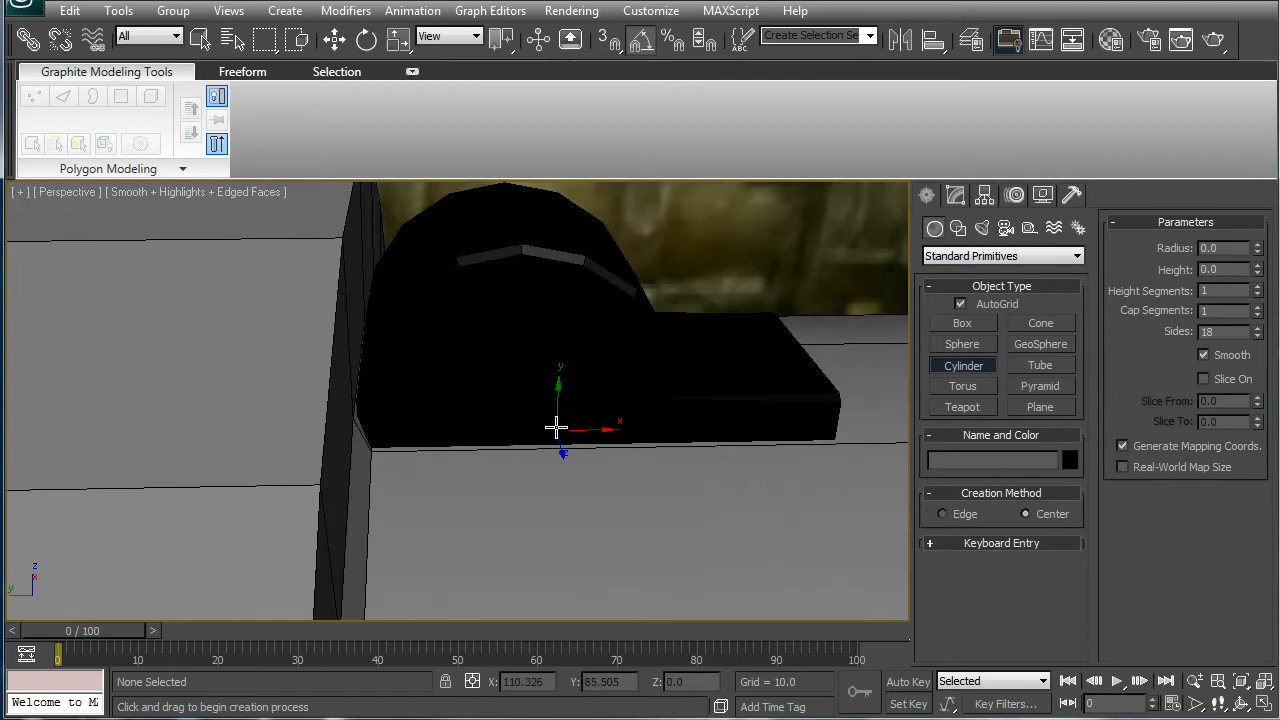 Edit Tools Group Views Create Modifiers Animation Graph Editors Rendering Customize MAXScript Help
All View 3 Create Selection Se
Graphite Modeling Tools Freeform Selection
Polygon Modeling
[ + ] [ Perspective ] [ Smooth + Highlights + Edged Faces ]
y
x
z
z
x
y
Standard Primitives
- Object Type
AutoGrid
Box Cone
Sphere GeoSphere
Cylinder Tube
Torus Pyramid
Teapot Plane
- Name and Color
- Creation Method
Edge Center
+ Keyboard Entry
- Parameters
Radius: 0.0
Height: 0.0
Height Segments: 1
Cap Segments: 1
Sides: 18
Smooth
Slice On
Slice From: 0.0
Slice To: 0.0
Generate Mapping Coords.
Real-World Map Size
< 0 / 100 >
0 10 20 30 40 50 60 70 80 90 100
None Selected X: 110.326 Y: 85.505 Z: 0.0 Grid = 10.0 Auto Key Selected
Welcome to M Click and drag to begin creation process Add Time Tag Set Key Key Filters... 0